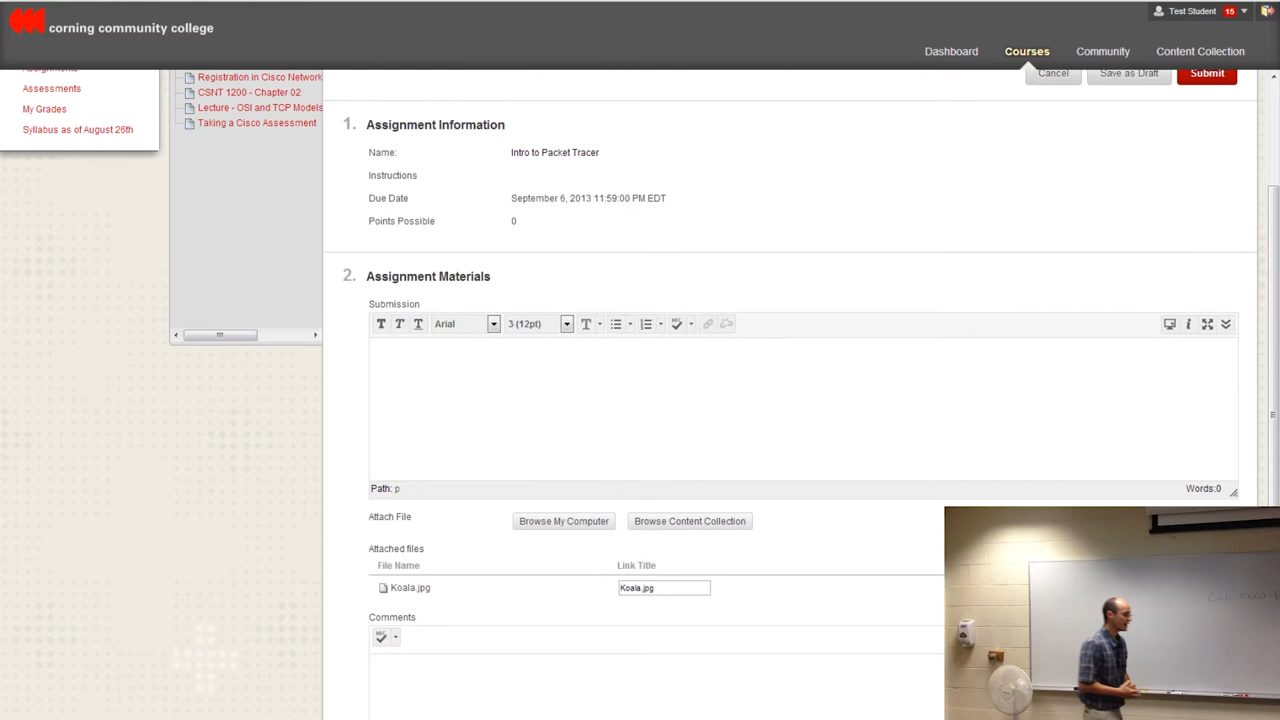 corning community college
Test Student 15
Dashboard Courses Community Content Collection
Assignments
Assessments
My Grades
Syllabus as of August 26th
Registration in Cisco Network
CSNT 1200 - Chapter 02
Lecture - OSI and TCP Models
Taking a Cisco Assessment
Cancel Save as Draft Submit
1. Assignment Information
Name: Intro to Packet Tracer
Instructions
Due Date September 6, 2013 11:59:00 PM EDT
Points Possible 0
2. Assignment Materials
Submission
T T T Arial 3 (12pt) T ABC i
Path: p Words:0
Attach File Browse My Computer Browse Content Collection
Attached files
File Name Link Title
Koala.jpg Koala.jpg
Comments
ABC